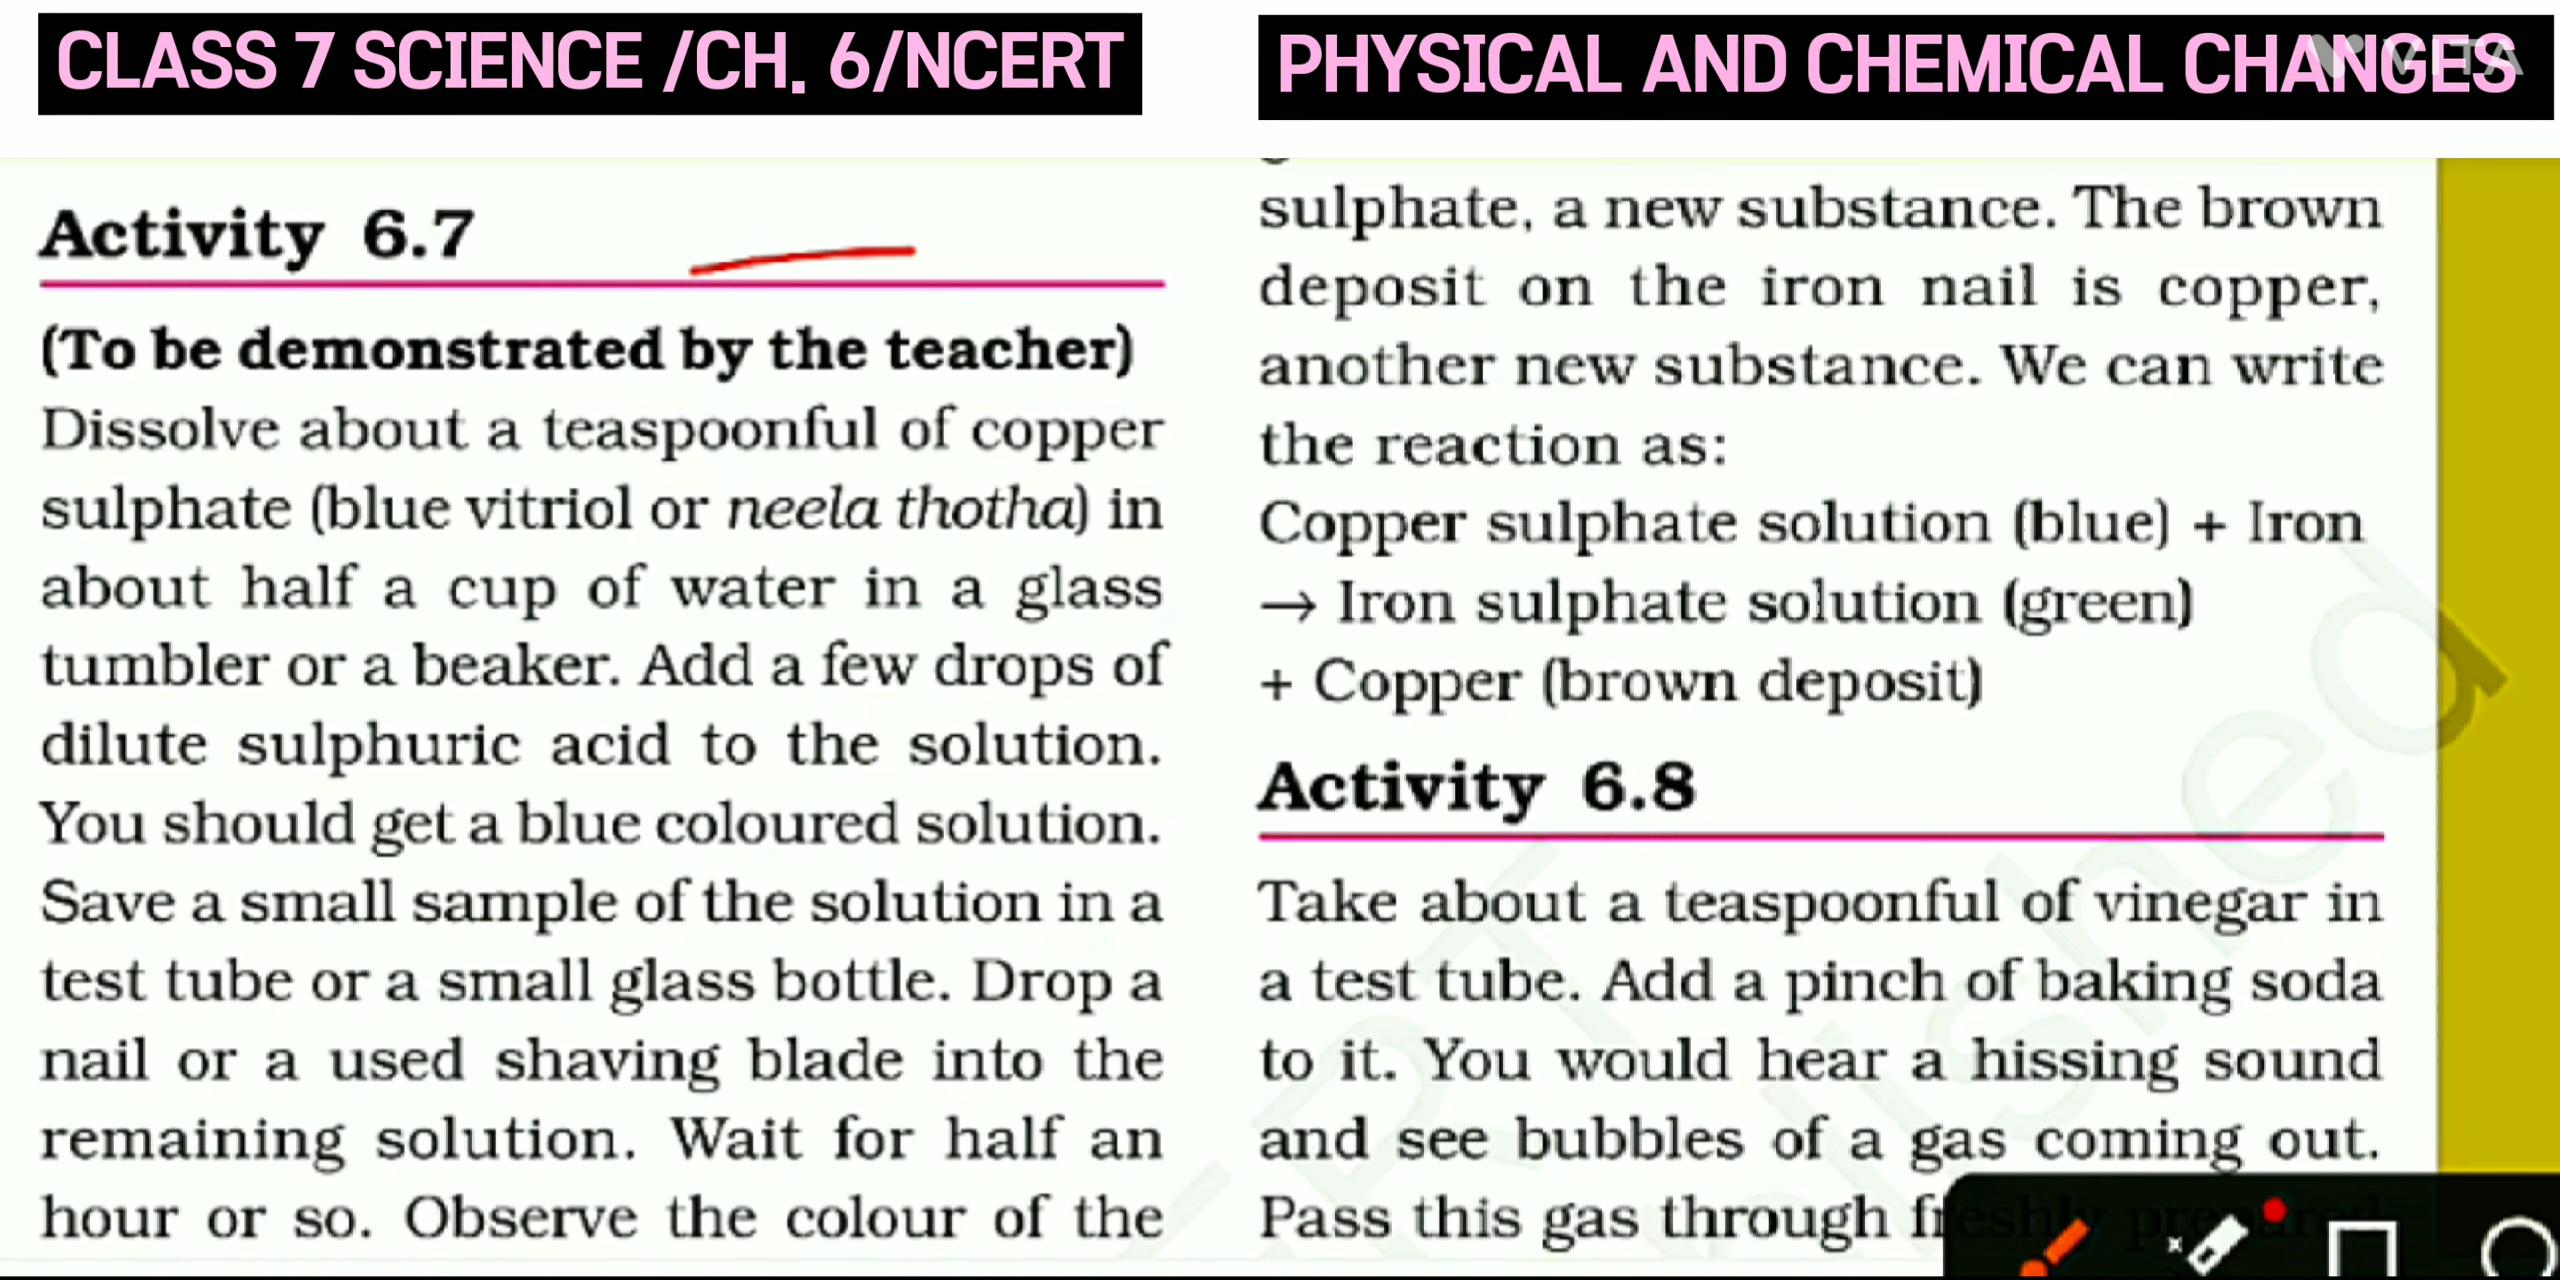 CLASS 7 SCIENCE /CH. 6/NCERT
PHYSICAL AND CHEMICAL CHANGES
VITA
Activity 6.7
(To be demonstrated by the teacher)
Dissolve about a teaspoonful of copper
sulphate (blue vitriol or neela thotha) in
about half a cup of water in a glass
tumbler or a beaker. Add a few drops of
dilute sulphuric acid to the solution.
You should get a blue coloured solution.
Save a small sample of the solution in a
test tube or a small glass bottle. Drop a
nail or a used shaving blade into the
remaining solution. Wait for half an
hour or so. Observe the colour of the
sulphate, a new substance. The brown
deposit on the iron nail is copper,
another new substance. We can write
the reaction as:
Copper sulphate solution (blue) + Iron
→ Iron sulphate solution (green)
+ Copper (brown deposit)
Activity 6.8
Take about a teaspoonful of vinegar in
a test tube. Add a pinch of baking soda
to it. You would hear a hissing sound
and see bubbles of a gas coming out.
Pass this gas through freshly prepared